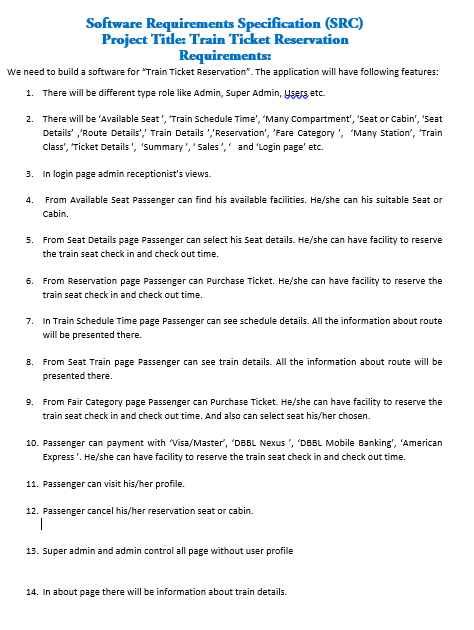 Software Requirements Specification (SRC)
Project Title: Train Ticket Reservation
Requirements:
We need to build a software for “Train Ticket Reservation”. The application will have following features:
1. There will be different type role like Admin, Super Admin, Users etc.
2. There will be ‘Available Seat ’, ‘Train Schedule Time’, ‘Many Compartment’, ‘Seat or Cabin’, ‘Seat
Details’ ,‘Route Details’,’ Train Details ’,‘Reservation’, ‘Fare Category ’, ‘Many Station’, ‘Train
Class’, ‘Ticket Details ’, ‘Summary ’, ‘ Sales ’, ‘ and ‘Login page’ etc.
3. In login page admin receptionist’s views.
4. From Available Seat Passenger can find his available facilities. He/she can his suitable Seat or
Cabin.
5. From Seat Details page Passenger can select his Seat details. He/she can have facility to reserve
the train seat check in and check out time.
6. From Reservation page Passenger can Purchase Ticket. He/she can have facility to reserve the
train seat check in and check out time.
7. In Train Schedule Time page Passenger can see schedule details. All the information about route
will be presented there.
8. From Seat Train page Passenger can see train details. All the information about route will be
presented there.
9. From Fair Category page Passenger can Purchase Ticket. He/she can have facility to reserve the
train seat check in and check out time. And also can select seat his/her chosen.
10. Passenger can payment with ‘Visa/Master’, ‘DBBL Nexus ’, ‘DBBL Mobile Banking’, ‘American
Express ’. He/she can have facility to reserve the train seat check in and check out time.
11. Passenger can visit his/her profile.
12. Passenger cancel his/her reservation seat or cabin.
13. Super admin and admin control all page without user profile
14. In about page there will be information about train details.